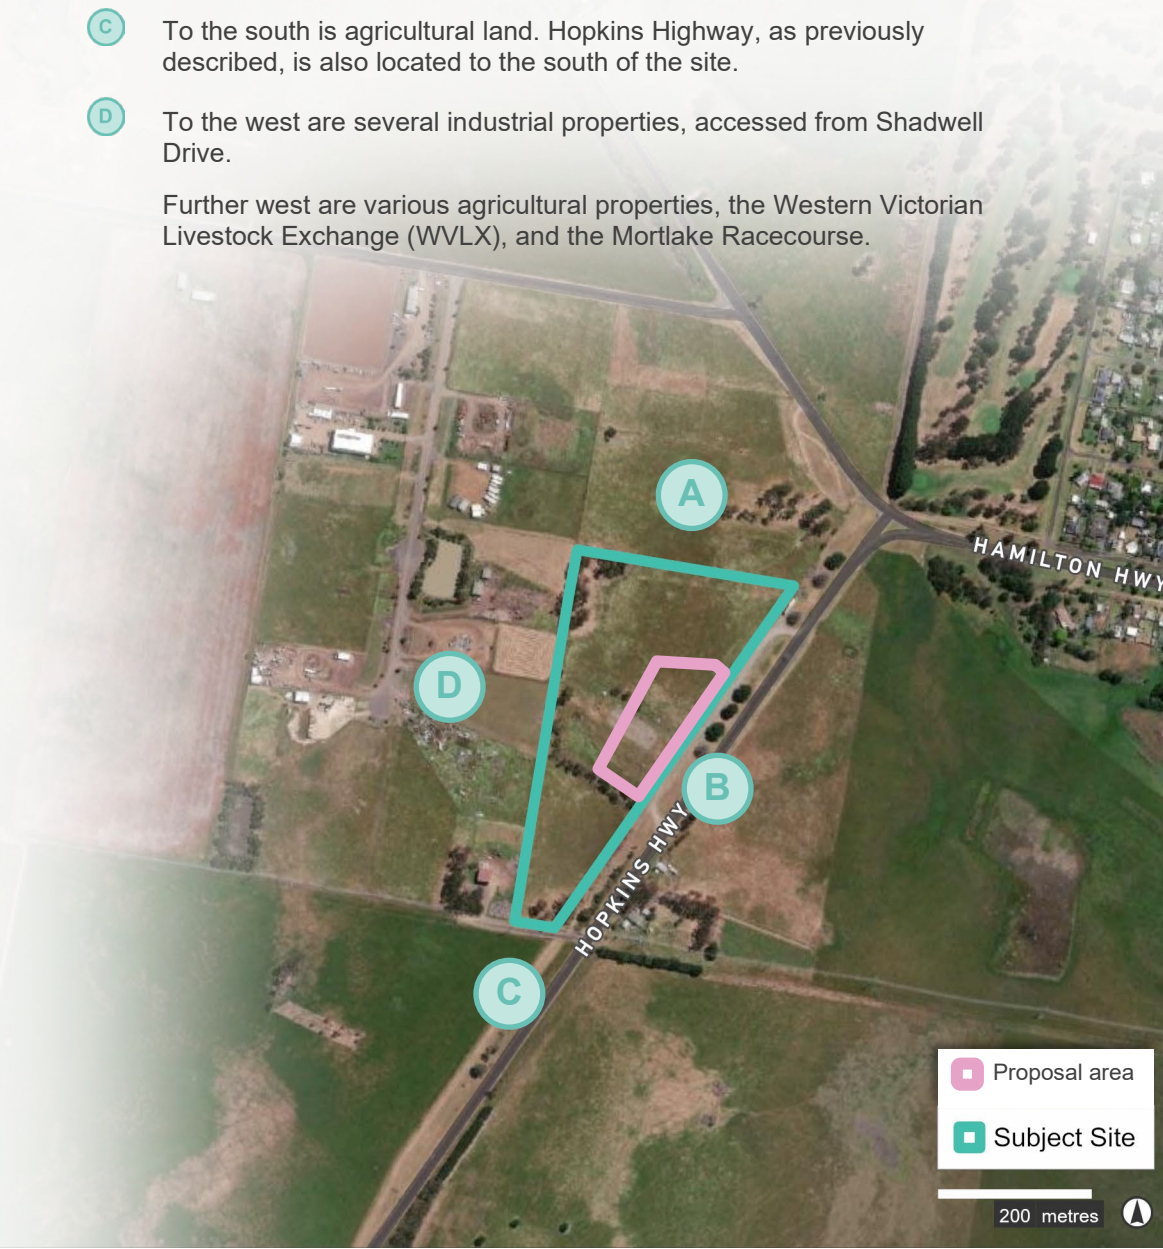 C
To the south is agricultural land. Hopkins Highway, as previously
described, is also located to the south of the site.
D
To the west are several industrial properties, accessed from Shadwell
Drive.
Further west are various agricultural properties, the Western Victorian
Livestock Exchange (WVLX), and the Mortlake Racecourse.
A
HAMILTON HWY
D
B
HOPKINS HWY
C
Proposal area
Subject Site
200 metres